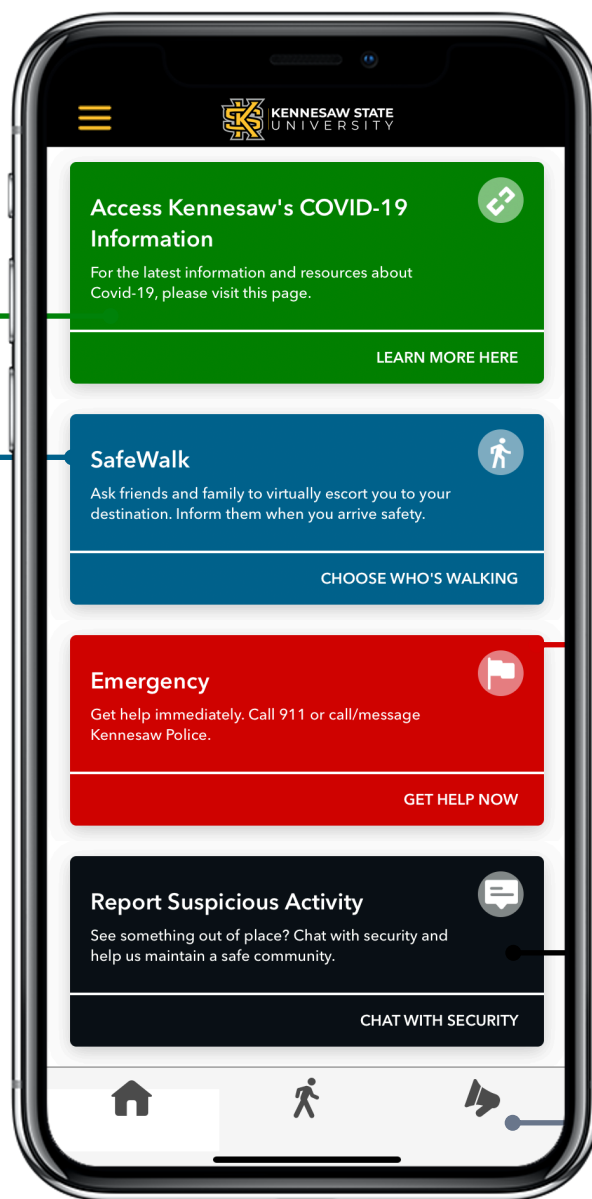 KENNESAW STATE
UNIVERSITY
Access Kennesaw's COVID-19
Information
For the latest information and resources about
Covid-19, please visit this page.
LEARN MORE HERE
SafeWalk
Ask friends and family to virtually escort you to your
destination. Inform them when you arrive safety.
CHOOSE WHO'S WALKING
Emergency
Get help immediately. Call 911 or call/message
Kennesaw Police.
GET HELP NOW
Report Suspicious Activity
See something out of place? Chat with security and
help us maintain a safe community.
CHAT WITH SECURITY